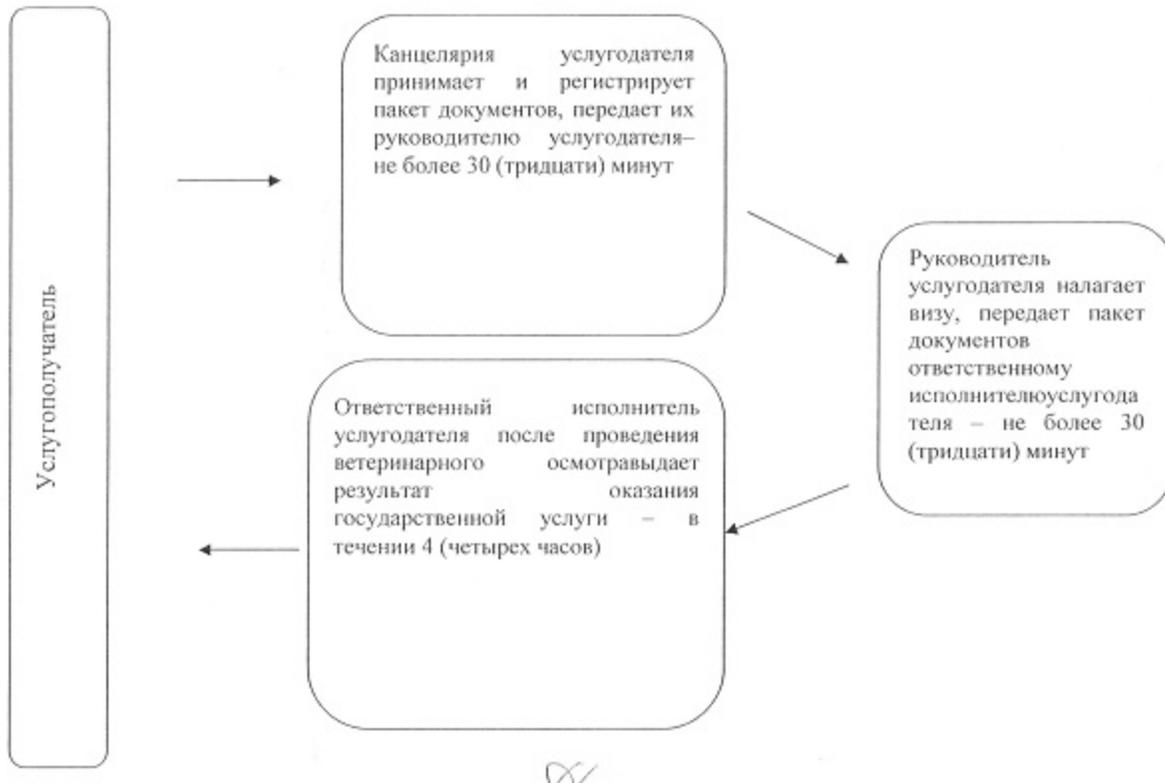 Услугополучатель
Канцелярия услугодателя
принимает и регистрирует
пакет документов, передает их
руководителю услугодателя–
не более 30 (тридцати) минут
Руководитель
услугодателя налагает
визу, передает пакет
документов
ответственному
исполнителюуслугода
теля – не более 30
(тридцати) минут
Ответственный исполнитель
услугодателя после проведения
ветеринарного осмотравыдает
результат оказания
государственной услуги – в
течении 4 (четырех часов)